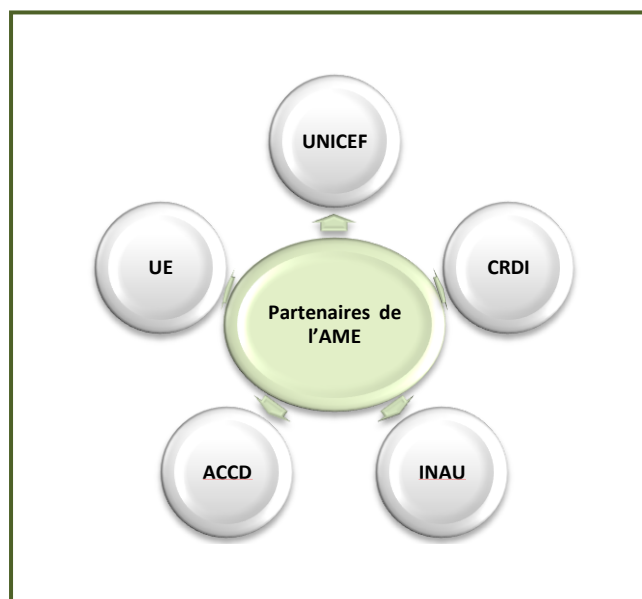 UNICEF
UE
CRDI
Partenaires de
l’AME
ACCD
INAU